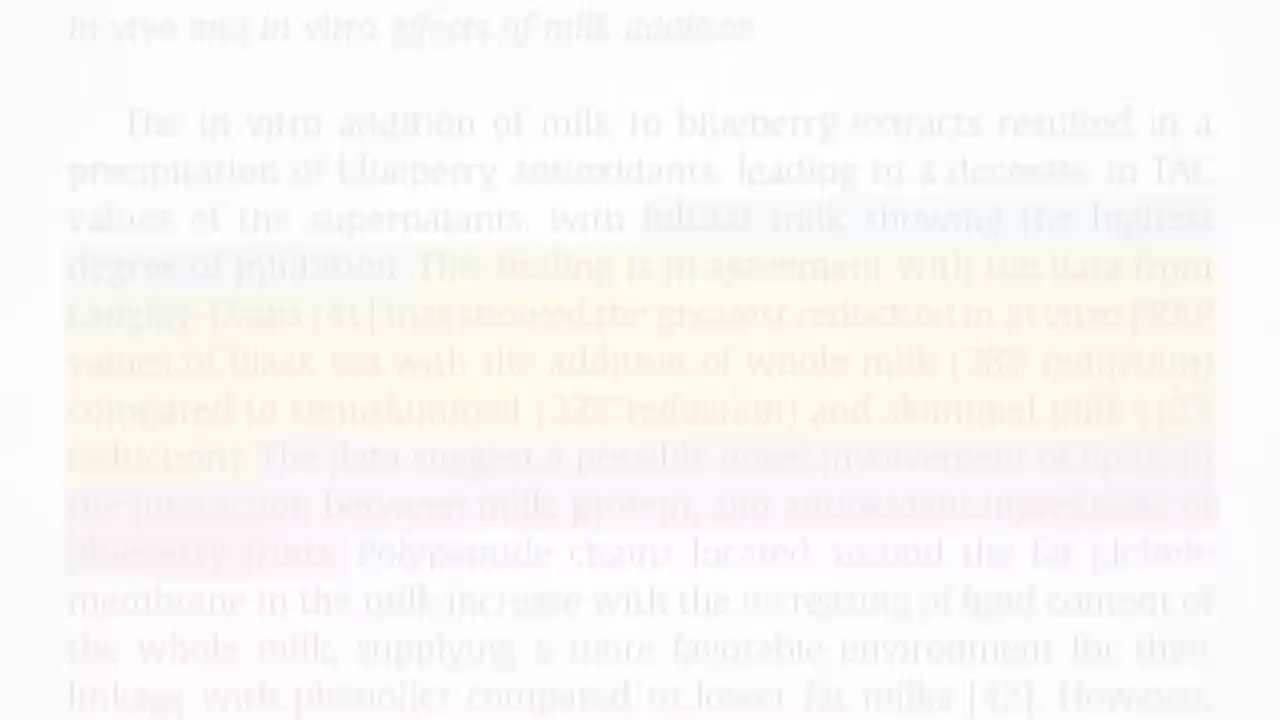 In vivo and in vitro effects of milk addition
The in vitro addition of milk to blueberry extracts resulted in a
precipitation of blueberry antioxidants, leading to a decrease in TAC
values of the supernatants, with milk showing the highest
degree of inhibition. This finding is in agreement with the data from
Langley-Evans [41] that showed the greatest reduction in in vitro FRAP
values of black tea with the addition of whole milk reduction)
compared to semiskimmed reduction) and skimmed milk
reduction). The data suggest a possible involvement of
the interaction between milk protein, and antioxidant of
blueberry fruits. Polypeptide chains located around the fat globule
membrane in the milk increase with the increasing of lipid content of
the whole milk, supplying a more favorable environment for their
linkage with phenolics compared to lower fat milks [42]. However,